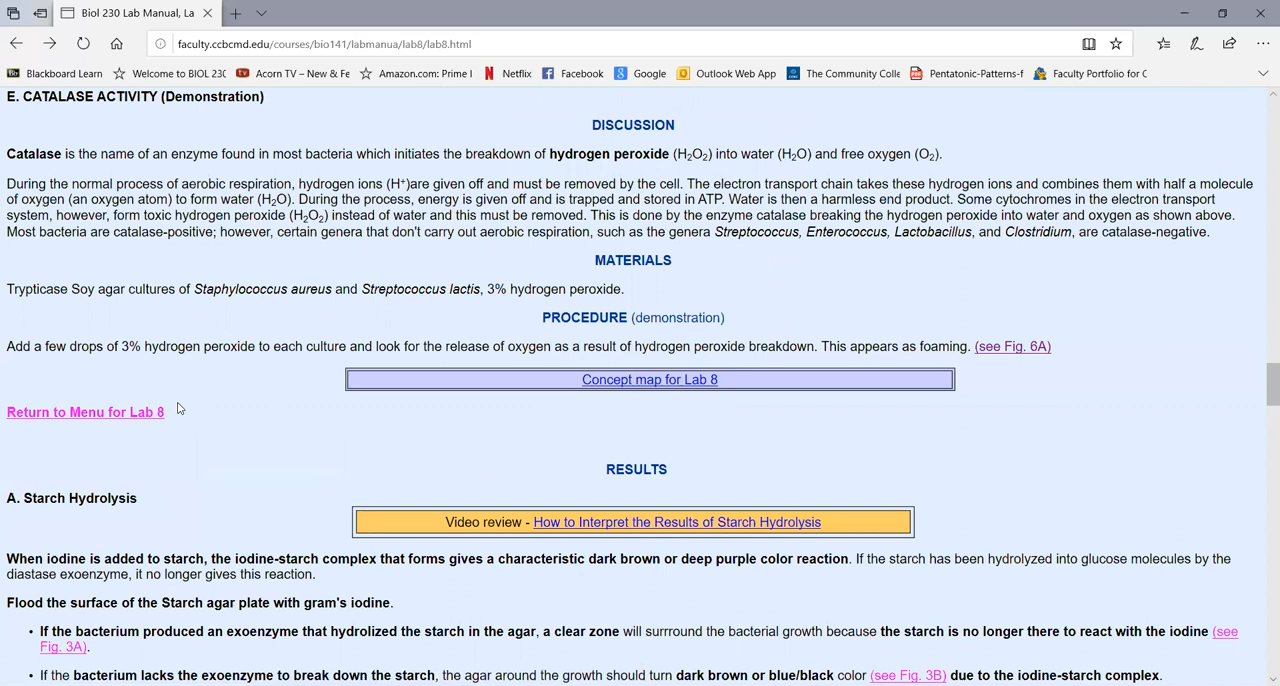 Biol 230 Lab Manual, La
faculty.ccbcmd.edu/courses/bio141/labmanua/lab8/lab8.html
Bb Blackboard Learn Welcome to BIOL 230 Acorn TV – New & Fe Amazon.com: Prime I Netflix Facebook Google Outlook Web App The Community Colle Pentatonic-Patterns-f Faculty Portfolio for C
E. CATALASE ACTIVITY (Demonstration)
DISCUSSION
Catalase is the name of an enzyme found in most bacteria which initiates the breakdown of hydrogen peroxide (H2O2) into water (H2O) and free oxygen (O2).
During the normal process of aerobic respiration, hydrogen ions (H+)are given off and must be removed by the cell. The electron transport chain takes these hydrogen ions and combines them with half a molecule
of oxygen (an oxygen atom) to form water (H2O). During the process, energy is given off and is trapped and stored in ATP. Water is then a harmless end product. Some cytochromes in the electron transport
system, however, form toxic hydrogen peroxide (H2O2) instead of water and this must be removed. This is done by the enzyme catalase breaking the hydrogen peroxide into water and oxygen as shown above.
Most bacteria are catalase-positive; however, certain genera that don't carry out aerobic respiration, such as the genera Streptococcus, Enterococcus, Lactobacillus, and Clostridium, are catalase-negative.
MATERIALS
Trypticase Soy agar cultures of Staphylococcus aureus and Streptococcus lactis, 3% hydrogen peroxide.
PROCEDURE (demonstration)
Add a few drops of 3% hydrogen peroxide to each culture and look for the release of oxygen as a result of hydrogen peroxide breakdown. This appears as foaming. (see Fig. 6A)
Concept map for Lab 8
Return to Menu for Lab 8
RESULTS
A. Starch Hydrolysis
Video review - How to Interpret the Results of Starch Hydrolysis
When iodine is added to starch, the iodine-starch complex that forms gives a characteristic dark brown or deep purple color reaction. If the starch has been hydrolyzed into glucose molecules by the
diastase exoenzyme, it no longer gives this reaction.
Flood the surface of the Starch agar plate with gram's iodine.
• If the bacterium produced an exoenzyme that hydrolized the starch in the agar, a clear zone will surrround the bacterial growth because the starch is no longer there to react with the iodine (see
Fig. 3A).
• If the bacterium lacks the exoenzyme to break down the starch, the agar around the growth should turn dark brown or blue/black color (see Fig. 3B) due to the iodine-starch complex.